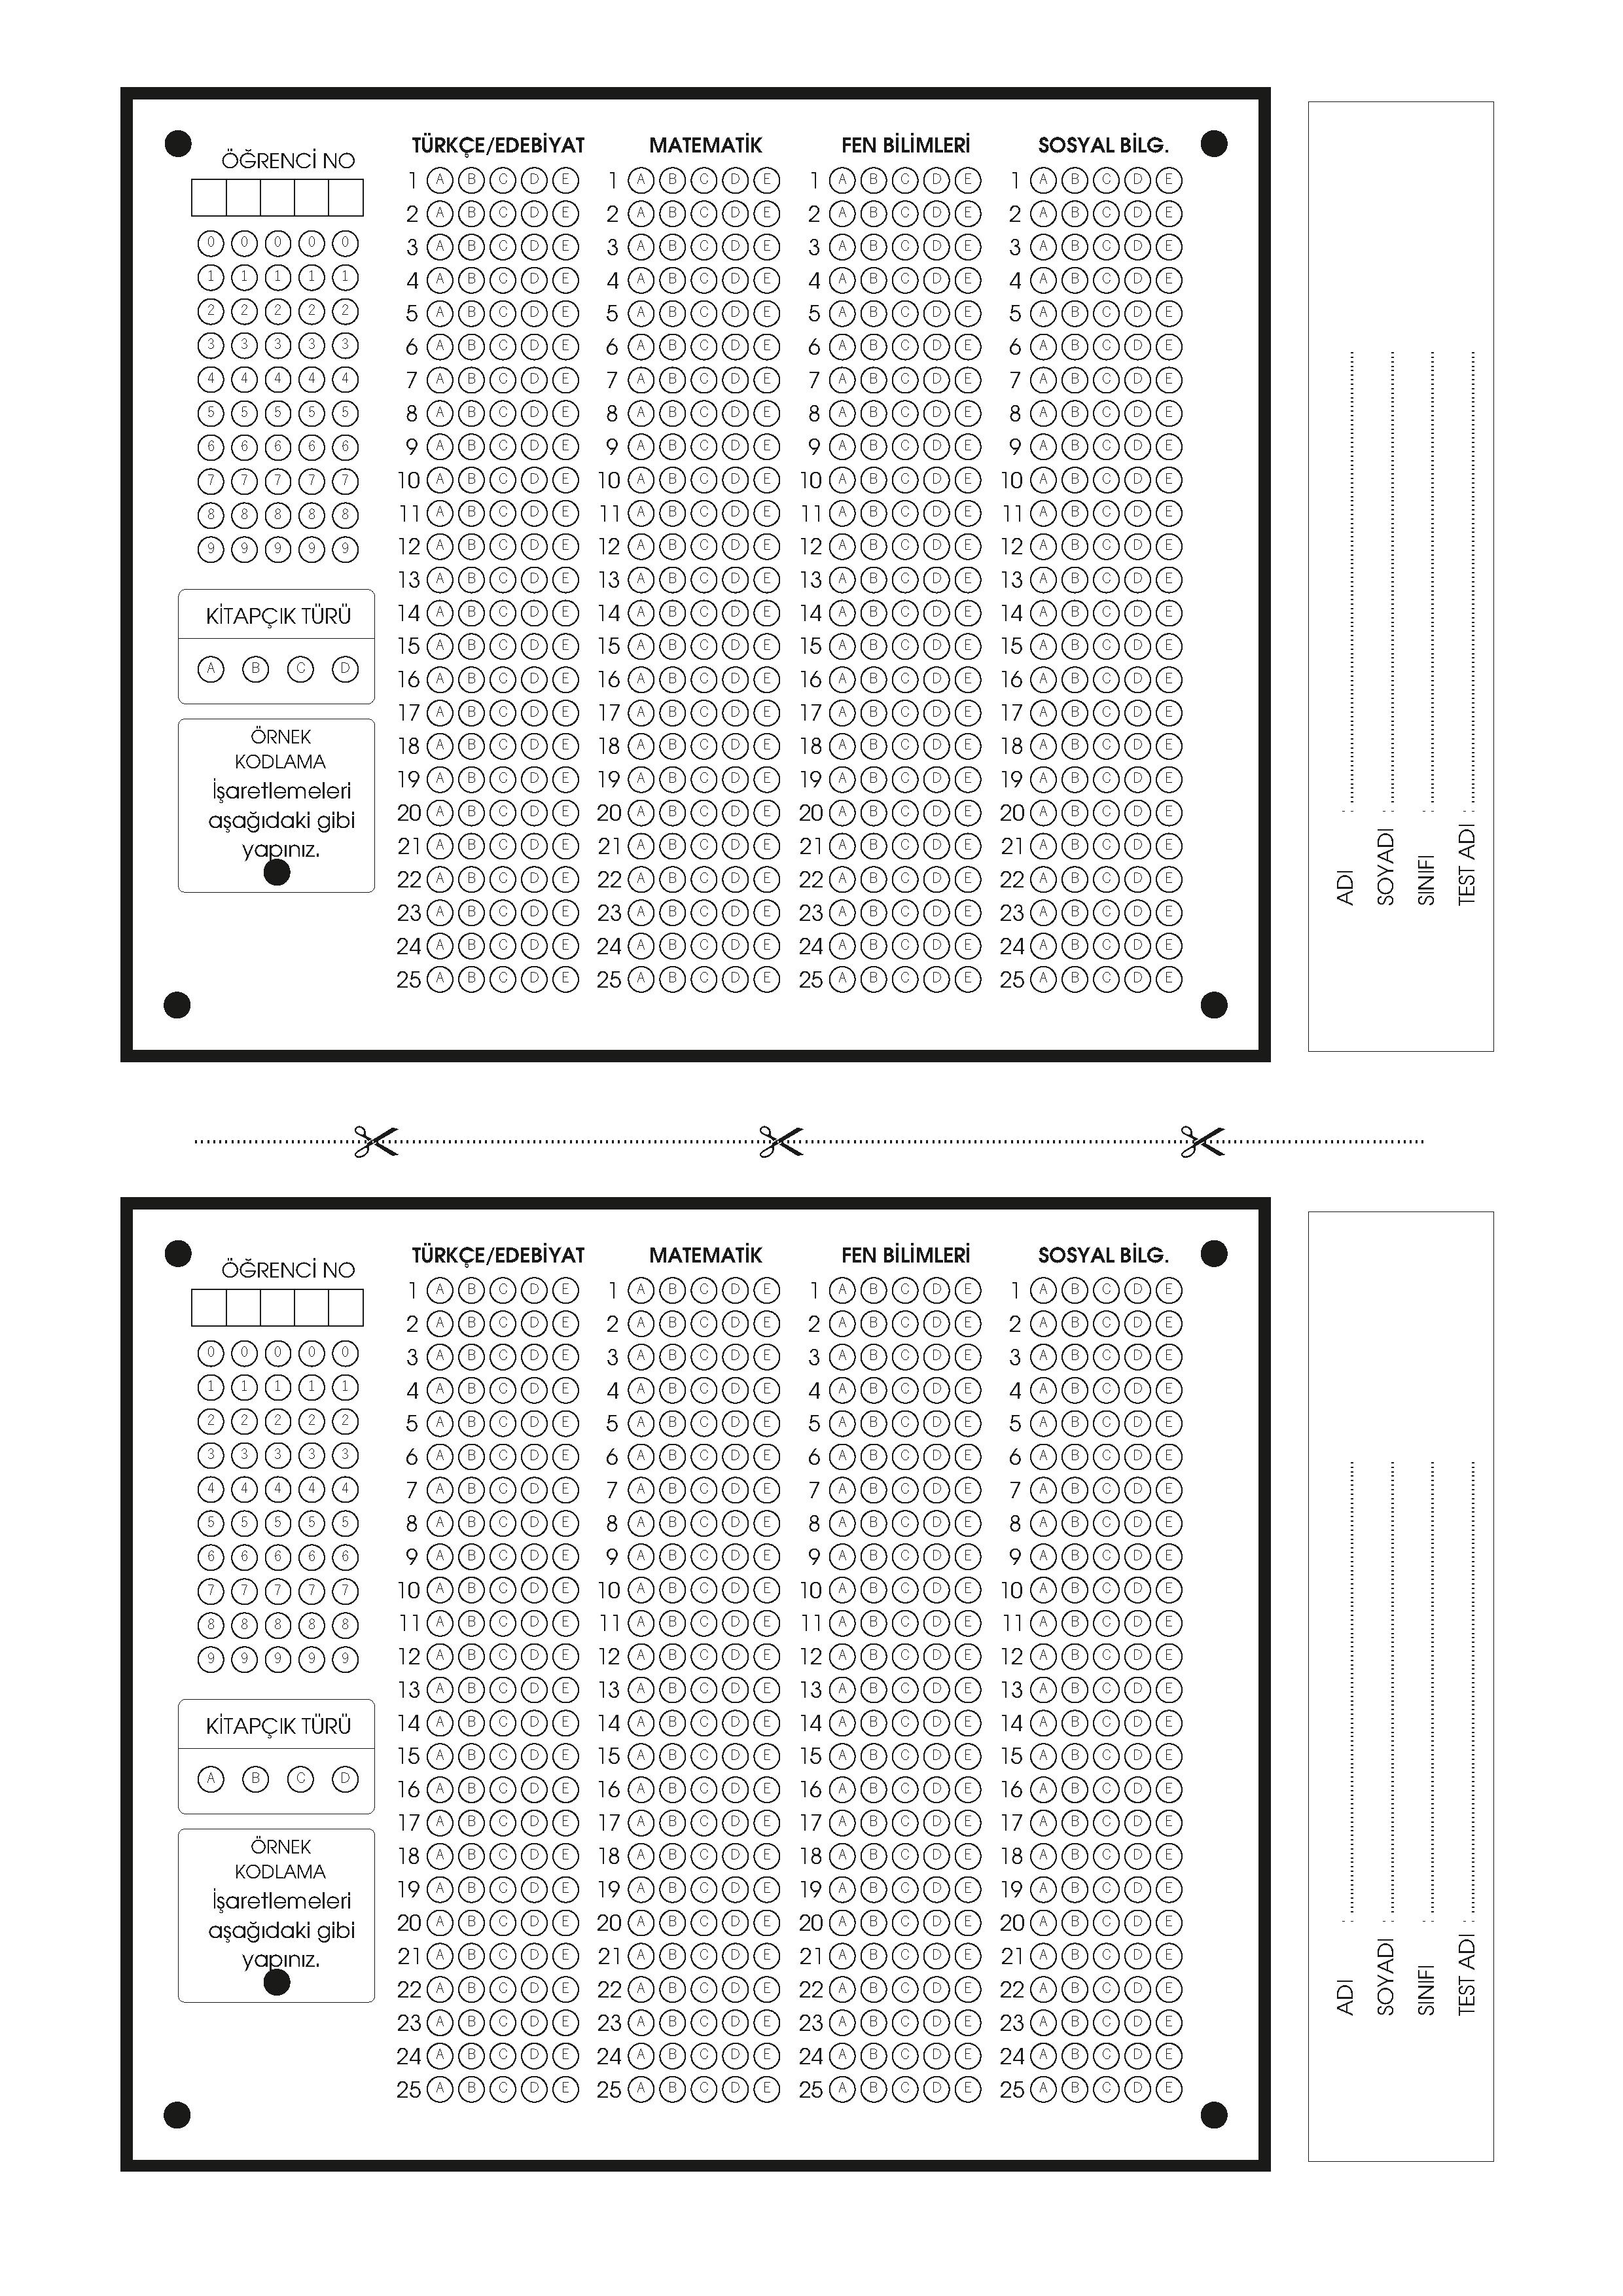 ÖĞRENCİ NO
0 0 0 0 0
1 1 1 1 1
2 2 2 2 2
3 3 3 3 3
4 4 4 4 4
5 5 5 5 5
6 6 6 6 6
7 7 7 7 7
8 8 8 8 8
9 9 9 9 9
KİTAPÇIK TÜRÜ
A B C D
ÖRNEK
KODLAMA
İşaretlemeleri
aşağıdaki gibi
yapınız.
TÜRKÇE/EDEBİYAT MATEMATİK FEN BİLİMLERİ SOSYAL BİLG.
1 A B C D E 1 A B C D E 1 A B C D E 1 A B C D E
2 A B C D E 2 A B C D E 2 A B C D E 2 A B C D E
3 A B C D E 3 A B C D E 3 A B C D E 3 A B C D E
4 A B C D E 4 A B C D E 4 A B C D E 4 A B C D E
5 A B C D E 5 A B C D E 5 A B C D E 5 A B C D E
6 A B C D E 6 A B C D E 6 A B C D E 6 A B C D E
7 A B C D E 7 A B C D E 7 A B C D E 7 A B C D E
8 A B C D E 8 A B C D E 8 A B C D E 8 A B C D E
9 A B C D E 9 A B C D E 9 A B C D E 9 A B C D E
10 A B C D E 10 A B C D E 10 A B C D E 10 A B C D E
11 A B C D E 11 A B C D E 11 A B C D E 11 A B C D E
12 A B C D E 12 A B C D E 12 A B C D E 12 A B C D E
13 A B C D E 13 A B C D E 13 A B C D E 13 A B C D E
14 A B C D E 14 A B C D E 14 A B C D E 14 A B C D E
15 A B C D E 15 A B C D E 15 A B C D E 15 A B C D E
16 A B C D E 16 A B C D E 16 A B C D E 16 A B C D E
17 A B C D E 17 A B C D E 17 A B C D E 17 A B C D E
18 A B C D E 18 A B C D E 18 A B C D E 18 A B C D E
19 A B C D E 19 A B C D E 19 A B C D E 19 A B C D E
20 A B C D E 20 A B C D E 20 A B C D E 20 A B C D E
21 A B C D E 21 A B C D E 21 A B C D E 21 A B C D E
22 A B C D E 22 A B C D E 22 A B C D E 22 A B C D E
23 A B C D E 23 A B C D E 23 A B C D E 23 A B C D E
24 A B C D E 24 A B C D E 24 A B C D E 24 A B C D E
25 A B C D E 25 A B C D E 25 A B C D E 25 A B C D E
ADI :
SOYADI :
SINIFI :
TEST ADI :
ÖĞRENCİ NO
0 0 0 0 0
1 1 1 1 1
2 2 2 2 2
3 3 3 3 3
4 4 4 4 4
5 5 5 5 5
6 6 6 6 6
7 7 7 7 7
8 8 8 8 8
9 9 9 9 9
KİTAPÇIK TÜRÜ
A B C D
ÖRNEK
KODLAMA
İşaretlemeleri
aşağıdaki gibi
yapınız.
TÜRKÇE/EDEBİYAT MATEMATİK FEN BİLİMLERİ SOSYAL BİLG.
1 A B C D E 1 A B C D E 1 A B C D E 1 A B C D E
2 A B C D E 2 A B C D E 2 A B C D E 2 A B C D E
3 A B C D E 3 A B C D E 3 A B C D E 3 A B C D E
4 A B C D E 4 A B C D E 4 A B C D E 4 A B C D E
5 A B C D E 5 A B C D E 5 A B C D E 5 A B C D E
6 A B C D E 6 A B C D E 6 A B C D E 6 A B C D E
7 A B C D E 7 A B C D E 7 A B C D E 7 A B C D E
8 A B C D E 8 A B C D E 8 A B C D E 8 A B C D E
9 A B C D E 9 A B C D E 9 A B C D E 9 A B C D E
10 A B C D E 10 A B C D E 10 A B C D E 10 A B C D E
11 A B C D E 11 A B C D E 11 A B C D E 11 A B C D E
12 A B C D E 12 A B C D E 12 A B C D E 12 A B C D E
13 A B C D E 13 A B C D E 13 A B C D E 13 A B C D E
14 A B C D E 14 A B C D E 14 A B C D E 14 A B C D E
15 A B C D E 15 A B C D E 15 A B C D E 15 A B C D E
16 A B C D E 16 A B C D E 16 A B C D E 16 A B C D E
17 A B C D E 17 A B C D E 17 A B C D E 17 A B C D E
18 A B C D E 18 A B C D E 18 A B C D E 18 A B C D E
19 A B C D E 19 A B C D E 19 A B C D E 19 A B C D E
20 A B C D E 20 A B C D E 20 A B C D E 20 A B C D E
21 A B C D E 21 A B C D E 21 A B C D E 21 A B C D E
22 A B C D E 22 A B C D E 22 A B C D E 22 A B C D E
23 A B C D E 23 A B C D E 23 A B C D E 23 A B C D E
24 A B C D E 24 A B C D E 24 A B C D E 24 A B C D E
25 A B C D E 25 A B C D E 25 A B C D E 25 A B C D E
ADI :
SOYADI :
SINIFI :
TEST ADI :